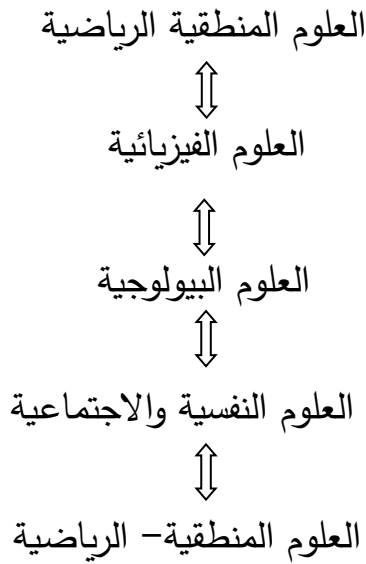 العلوم المنطقية الرياضية
العلوم الفيزيائية
العلوم البيولوجية
العلوم النفسية والاجتماعية
العلوم المنطقية– الرياضية